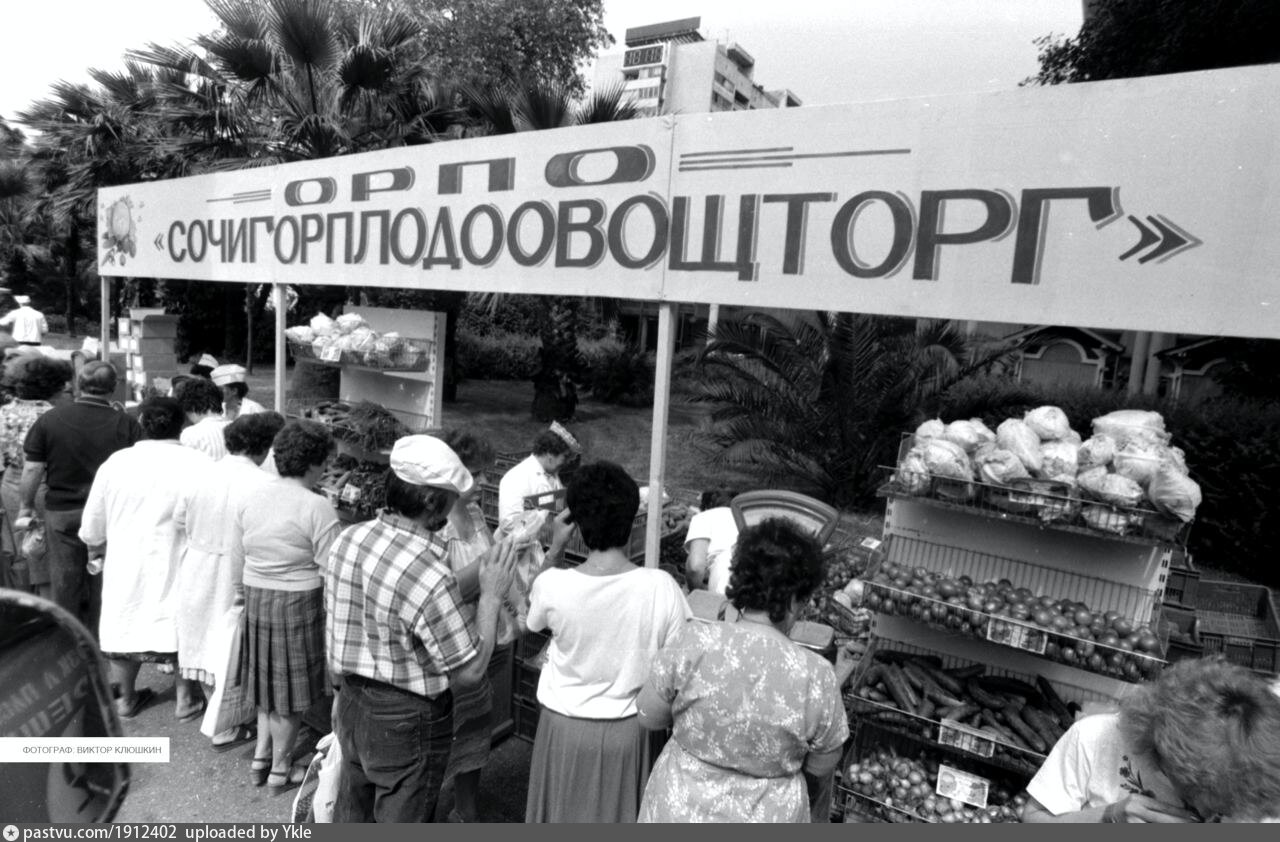 ОРПО
«СОЧИГОРПЛОДООВОЩТОРГ»
ФОТОГРАФ: ВИКТОР КЛЮШКИН
pastvu.com/1912402 uploaded by Ykle